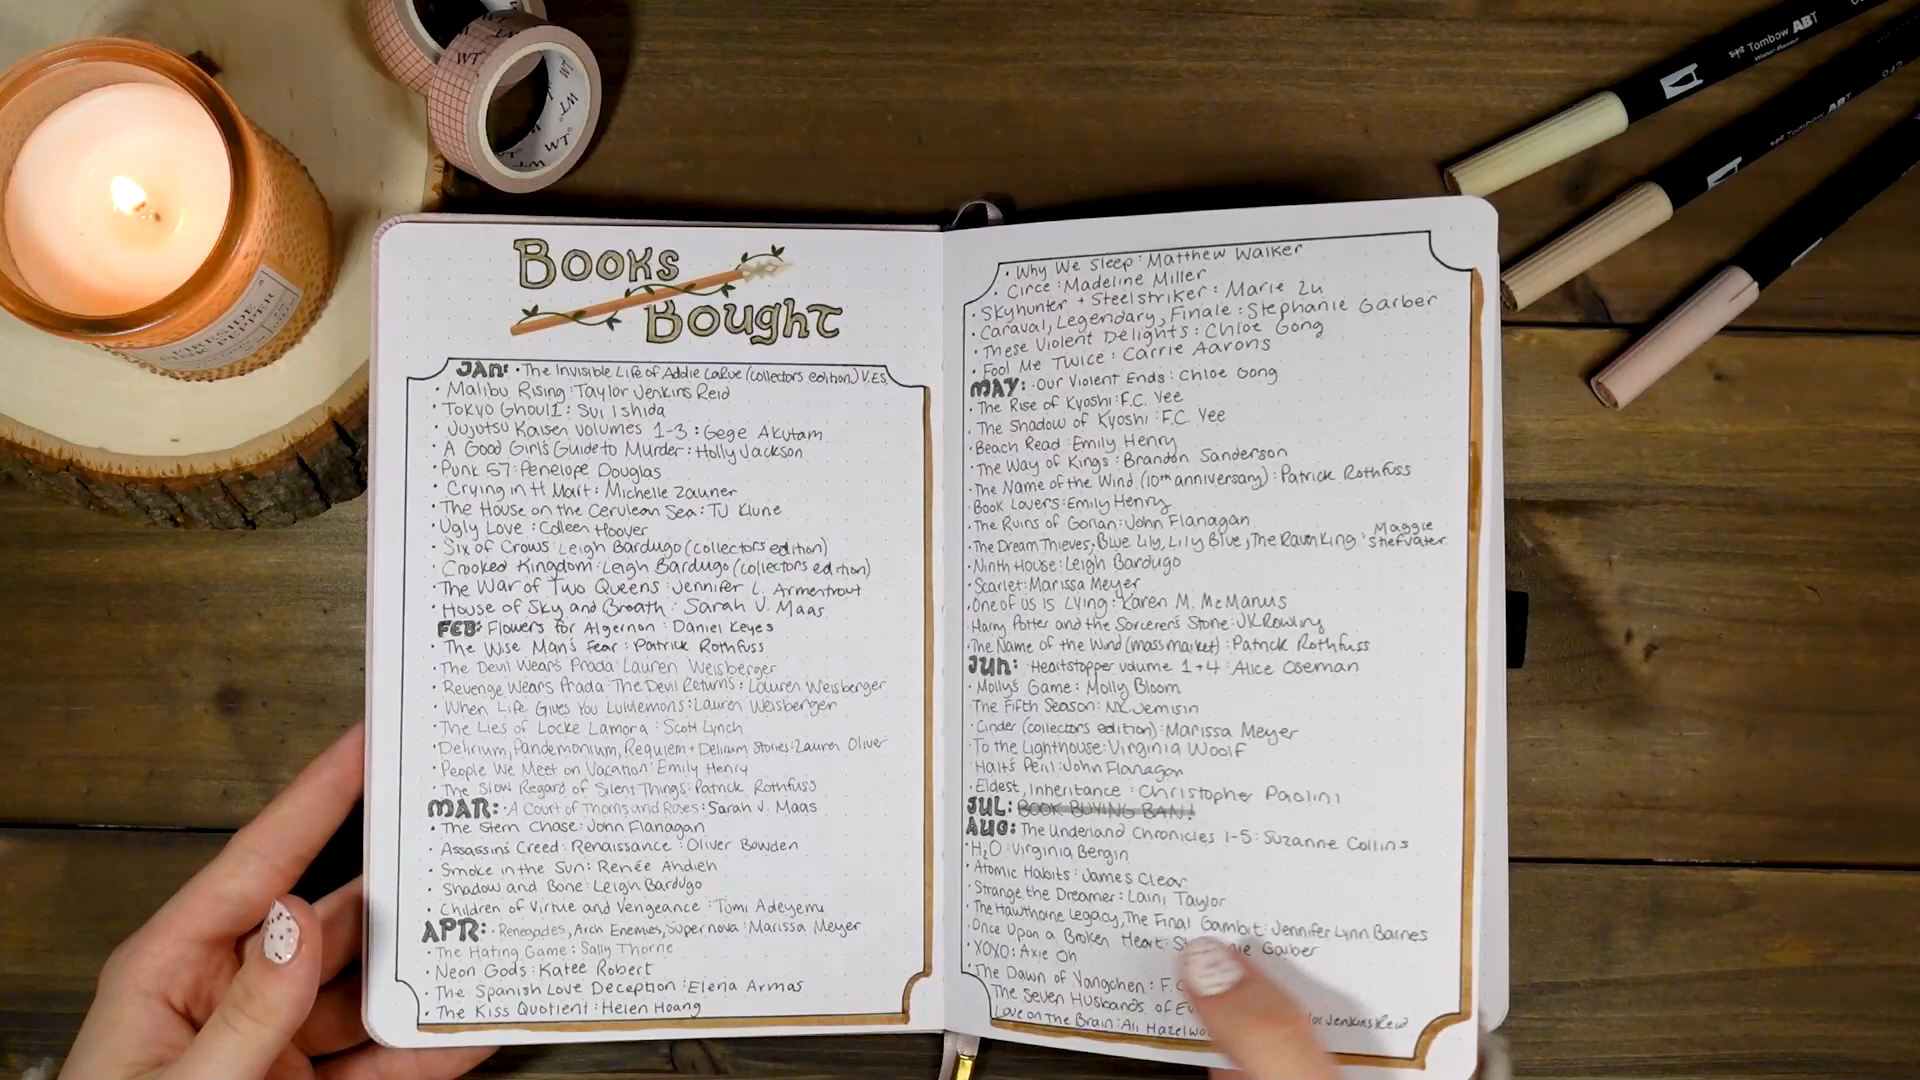 Books
Bought
JAN: • The Invisible Life of Addie LaRue (collectors edition) V.E.S.
• Malibu Rising: Taylor Jenkins Reid
• Tokyo Ghoul 1: Sui Ishida
• Jujutsu Kaisen volumes 1-3: Gege Akutam
• A Good Girl's Guide to Murder: Holly Jackson
• Punk 57: Penelope Douglas
• Crying in H Mart: Michelle Zauner
• The House on the Cerulean Sea: TJ Klune
• Ugly Love: Colleen Hoover
• Six of Crows: Leigh Bardugo (collectors edition)
• Crooked Kingdom: Leigh Bardugo (collectors edition)
• The War of Two Queens: Jennifer L. Armentrout
• House of Sky and Breath: Sarah J. Maas
FEB: Flowers for Algernon: Daniel Keyes
• The Wise Man's Fear: Patrick Rothfuss
• The Devil Wears Prada: Lauren Weisberger
• Revenge Wears Prada The Devil Returns: Lauren Weisberger
• When Life Gives You Lululemons: Lauren Weisberger
• The Lies of Locke Lamora: Scott Lynch
• Delirium, Pandemonium, Requiem + Delirium Stories: Lauren Oliver
• People We Meet on Vacation: Emily Henry
• The Slow Regard of Silent Things: Patrick Rothfuss
MAR: • A Court of Thorns and Roses: Sarah J. Maas
• The Stern Chase: John Flanagan
• Assassin's Creed: Renaissance: Oliver Bowden
• Smoke in the Sun: Renée Ahdieh
• Shadow and Bone: Leigh Bardugo
• Children of Virtue and Vengeance: Tomi Adeyemi
APR: • Renegades, Arch Enemies, Supernova: Marissa Meyer
• The Hating Game: Sally Thorne
• Neon Gods: Katee Robert
• The Spanish Love Deception: Elena Armas
• The Kiss Quotient: Helen Hoang
• Why We Sleep: Matthew Walker
• Circe: Madeline Miller
• Skyhunter + Steelstriker: Marie Lu
• Caraval, Legendary, Finale: Stephanie Garber
• These Violent Delights: Chloe Gong
• Fool Me Twice: Carrie Aarons
MAY: • Our Violent Ends: Chloe Gong
• The Rise of Kyoshi: F.C. Yee
• The Shadow of Kyoshi: F.C. Yee
• Beach Read: Emily Henry
• The Way of Kings: Brandon Sanderson
• The Name of the Wind (10th anniversary): Patrick Rothfuss
• Book Lovers: Emily Henry
• The Ruins of Gorlan: John Flanagan
• The Dream Thieves, Blue Lily, Lily Blue, The Raven King: Maggie Stiefvater
• Ninth House: Leigh Bardugo
• Scarlet: Marissa Meyer
• One of Us is Lying: Karen M. McManus
• Harry Potter and the Sorcerer's Stone: JK Rowling
• The Name of the Wind (mass market): Patrick Rothfuss
JUN: • Heartstopper volume 1+4: Alice Oseman
• Molly's Game: Molly Bloom
• The Fifth Season: NK Jemisin
• Cinder (collectors edition): Marissa Meyer
• To the Lighthouse: Virginia Woolf
• Halt's Peril: John Flanagan
• Eldest, Inheritance: Christopher Paolini
JUL: BOOK BUYING BAN!
AUG: The Underland Chronicles 1-5: Suzanne Collins
• H₂O: Virginia Bergin
• Atomic Habits: James Clear
• Strange the Dreamer: Laini Taylor
• The Hawthorne Legacy, The Final Gambit: Jennifer Lynn Barnes
• Once Upon a Broken Heart: Garber
• XOXO: Axie Oh
• The Dawn of Yangchen: F.C
The Seven Husbands of Jenkins Reid
Love on the Brain: Ali
FIRESIDE
WT
WT
WT
Tombow ABT
Tombow ABT
942